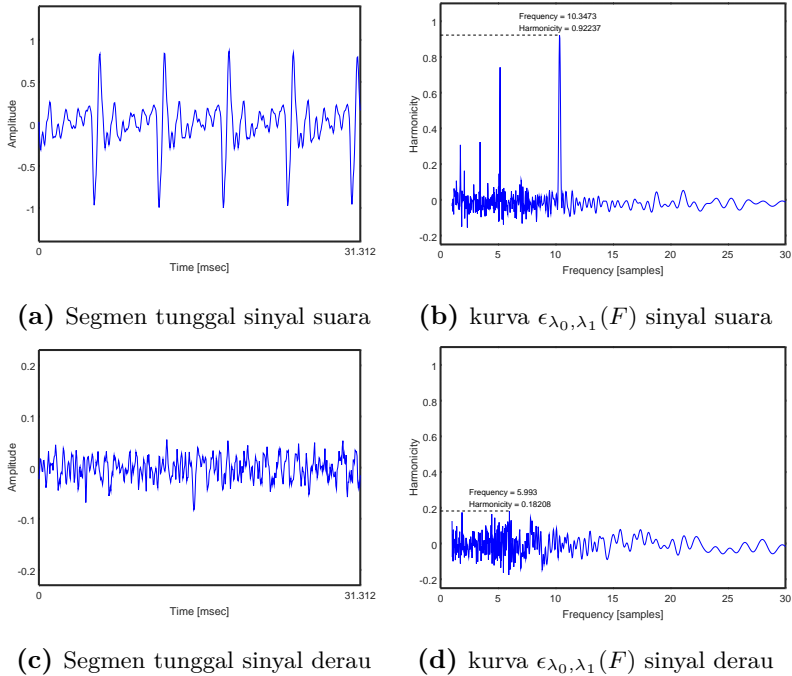 1
0.5
0
-0.5
-1
Amplitude
0
31.312
Time [msec]
(a) Segmen tunggal sinyal suara
Frequency = 10.3473
Harmonicity = 0.92237
1
0.8
0.6
0.4
0.2
0
-0.2
Harmonicity
0 5 10 15 20 25 30
Frequency [samples]
(b) kurva ϵλ₀,λ₁(F) sinyal suara
0.2
0.1
0
-0.1
-0.2
Amplitude
0
31.312
Time [msec]
(c) Segmen tunggal sinyal derau
Frequency = 5.993
Harmonicity = 0.18208
1
0.8
0.6
0.4
0.2
0
-0.2
Harmonicity
0 5 10 15 20 25 30
Frequency [samples]
(d) kurva ϵλ₀,λ₁(F) sinyal derau